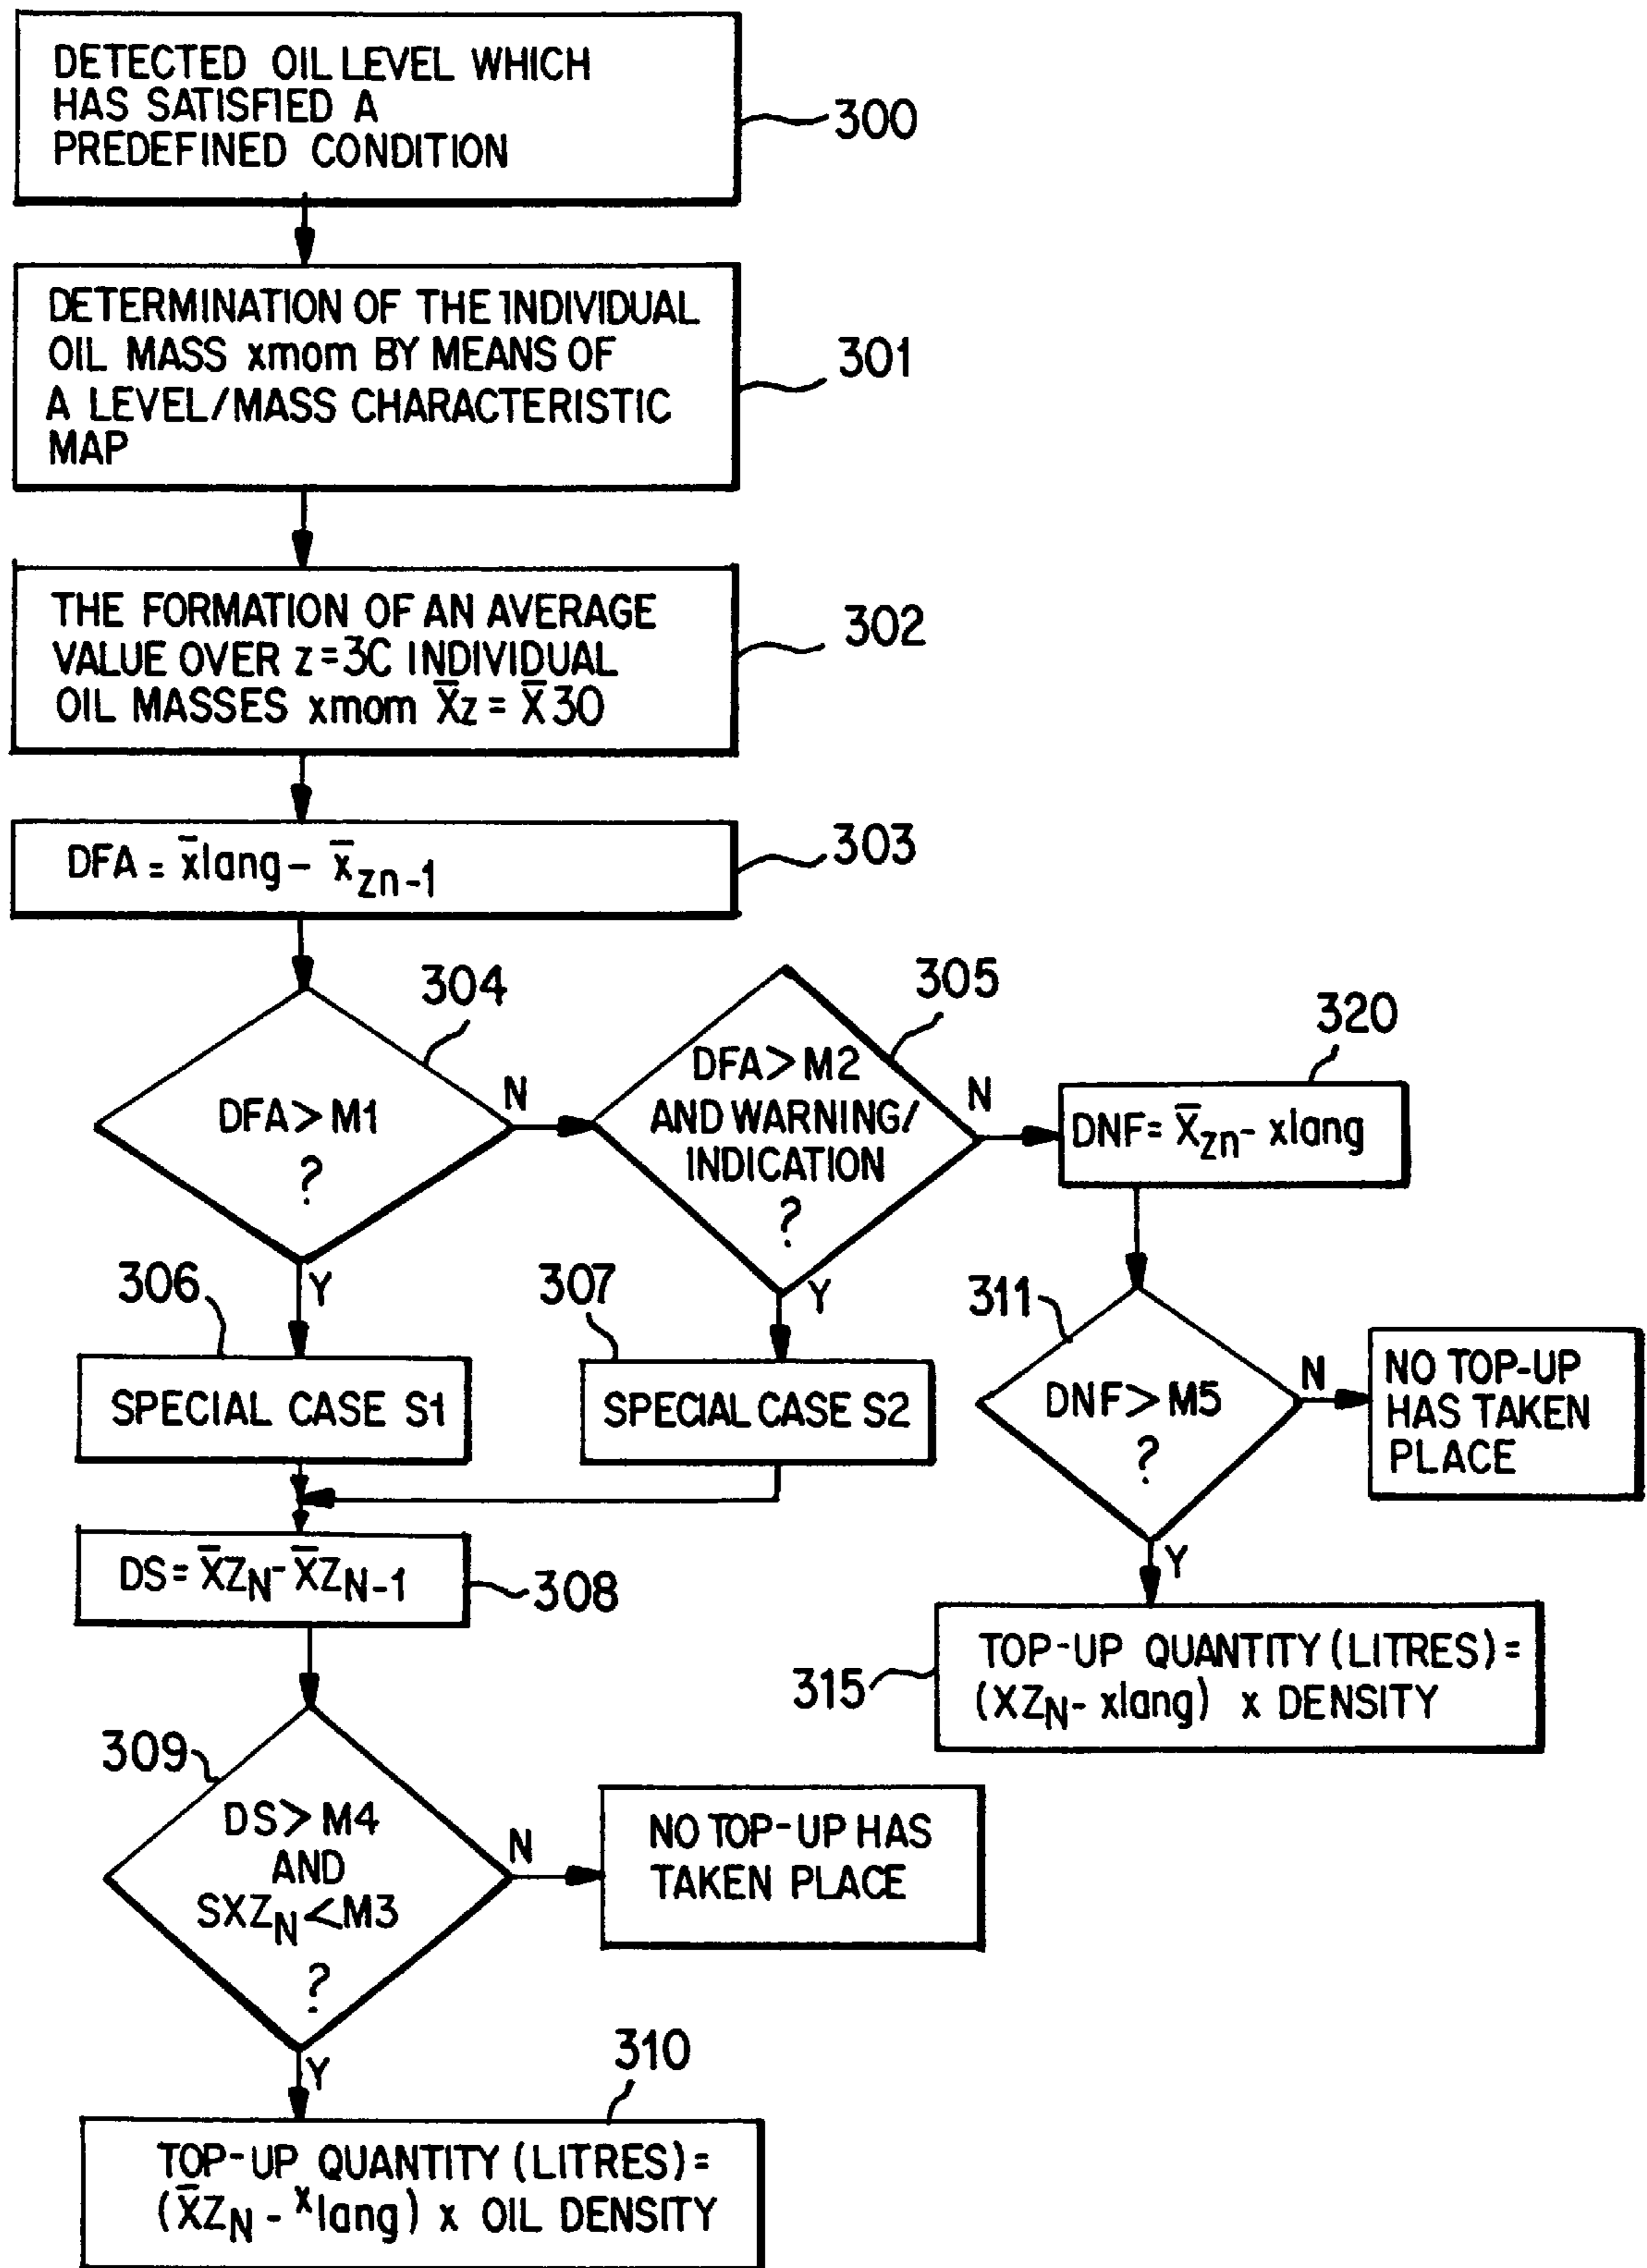 DETECTED OIL LEVEL WHICH
HAS SATISFIED A
PREDEFINED CONDITION
300
DETERMINATION OF THE INDIVIDUAL
OIL MASS xmom BY MEANS OF
A LEVEL/MASS CHARACTERISTIC
MAP
301
THE FORMATION OF AN AVERAGE
VALUE OVER z=3C INDIVIDUAL
OIL MASSES xmom X̅z = X̅30
302
DFA = x̅lang - x̅zn-1
303
304
DFA > M1
?
N
Y
305
DFA > M2
AND WARNING/
INDICATION
?
N
Y
320
DNF = X̅zn - xlang
306
SPECIAL CASE S1
307
SPECIAL CASE S2
311
DNF > M5
?
N
Y
NO TOP-UP
HAS TAKEN
PLACE
DS = X̅ZN - X̅ZN-1
308
315
TOP-UP QUANTITY (LITRES) =
(XZN - xlang) x DENSITY
309
DS > M4
AND
SXZN < M3
?
N
Y
NO TOP-UP HAS
TAKEN PLACE
310
TOP-UP QUANTITY (LITRES) =
(X̅ZN - xlang) x OIL DENSITY